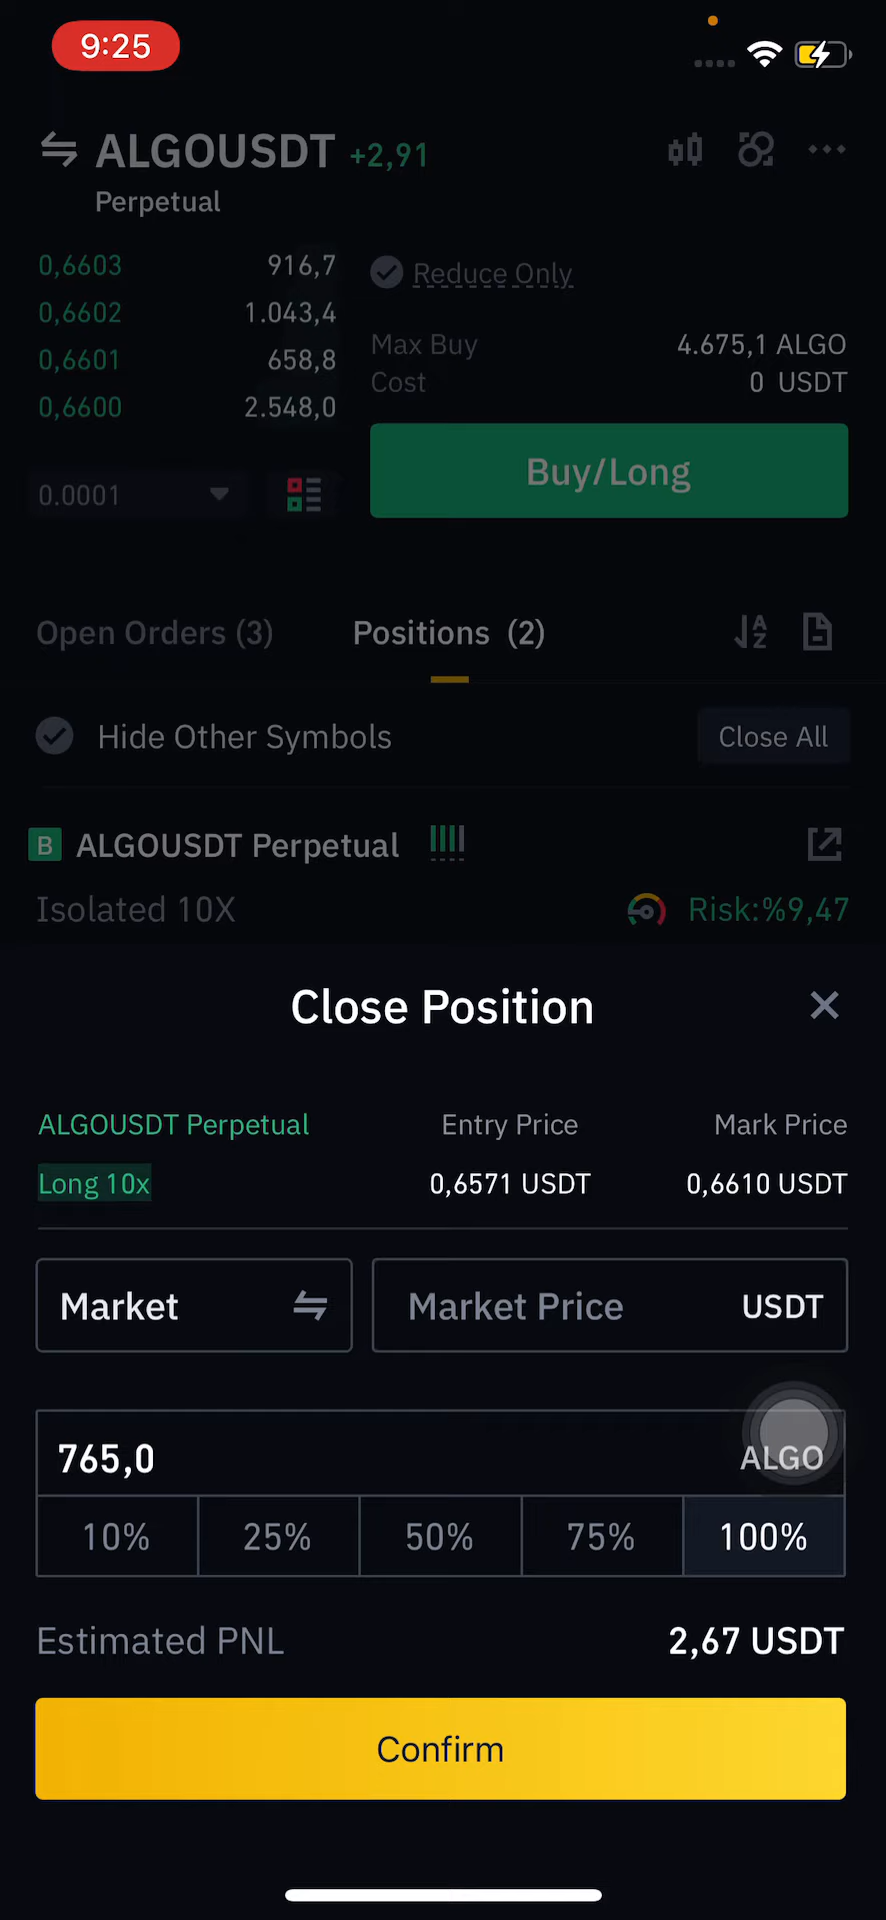 9:25
ALGOUSDT +2,91
Perpetual
0,6603 916,7
0,6602 1.043,4
0,6601 658,8
0,6600 2.548,0
0.0001
Reduce Only
Max Buy 4.675,1 ALGO
Cost 0 USDT
Buy/Long
Open Orders (3) Positions (2)
Hide Other Symbols Close All
B ALGOUSDT Perpetual
Isolated 10X Risk:%9,47
Close Position
ALGOUSDT Perpetual Entry Price Mark Price
Long 10x 0,6571 USDT 0,6610 USDT
Market Market Price USDT
765,0 ALGO
10% 25% 50% 75% 100%
Estimated PNL 2,67 USDT
Confirm